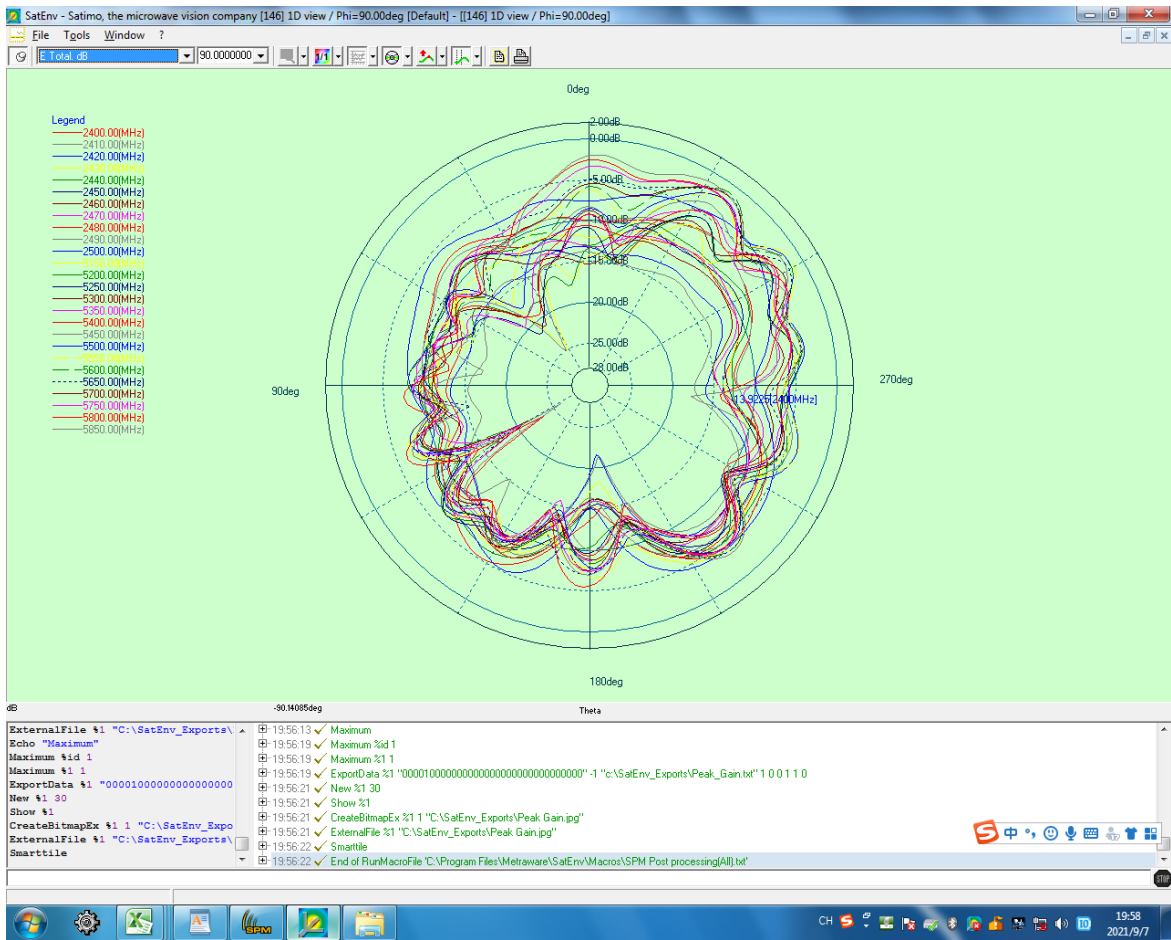 SatEnv - Satimo, the microwave vision company [146] 1D view / Phi=90.00deg [Default] - [[146] 1D view / Phi=90.00deg]
File Tools Window ?
E Total. dB 90.0000000 1/1
0deg
Legend
2400.00(MHz)
2410.00(MHz)
2420.00(MHz)
2440.00(MHz)
2450.00(MHz)
2460.00(MHz)
2470.00(MHz)
2480.00(MHz)
2490.00(MHz)
2500.00(MHz)
5200.00(MHz)
5250.00(MHz)
5300.00(MHz)
5350.00(MHz)
5400.00(MHz)
5450.00(MHz)
5500.00(MHz)
5600.00(MHz)
5650.00(MHz)
5700.00(MHz)
5750.00(MHz)
5800.00(MHz)
5850.00(MHz)
2.00dB
0.00dB
-5.00dB
-10.00dB
-15.00dB
-20.00dB
-25.00dB
-28.00dB
90deg
270deg
-13.9225[2400MHz]
180deg
dB
-90.14085deg
Theta
ExternalFile %1 "C:\SatEnv_Exports\
Echo "Maximum"
Maximum %id 1
Maximum %1 1
ExportData %1 "00001000000000000000
New %1 30
Show %1
CreateBitmapEx %1 1 "C:\SatEnv_Expo
ExternalFile %1 "C:\SatEnv_Exports\
Smarttile
19:56:13 Maximum
19:56:19 Maximum %id 1
19:56:19 Maximum %1 1
19:56:19 ExportData %1 "00001000000000000000000000000000" -1 "c:\SatEnv_Exports\Peak_Gain.txt" 1 0 0 1 1 0
19:56:21 New %1 30
19:56:21 Show %1
19:56:21 CreateBitmapEx %1 1 "C:\SatEnv_Exports\Peak Gain.jpg"
19:56:21 ExternalFile %1 "C:\SatEnv_Exports\Peak Gain.jpg"
19:56:22 Smarttile
19:56:22 End of RunMacroFile 'C:\Program Files\Metraware\SatEnv\Macros\SPM Post processing(All).txt'
中
STOP
SPM
CH
19:58
2021/9/7